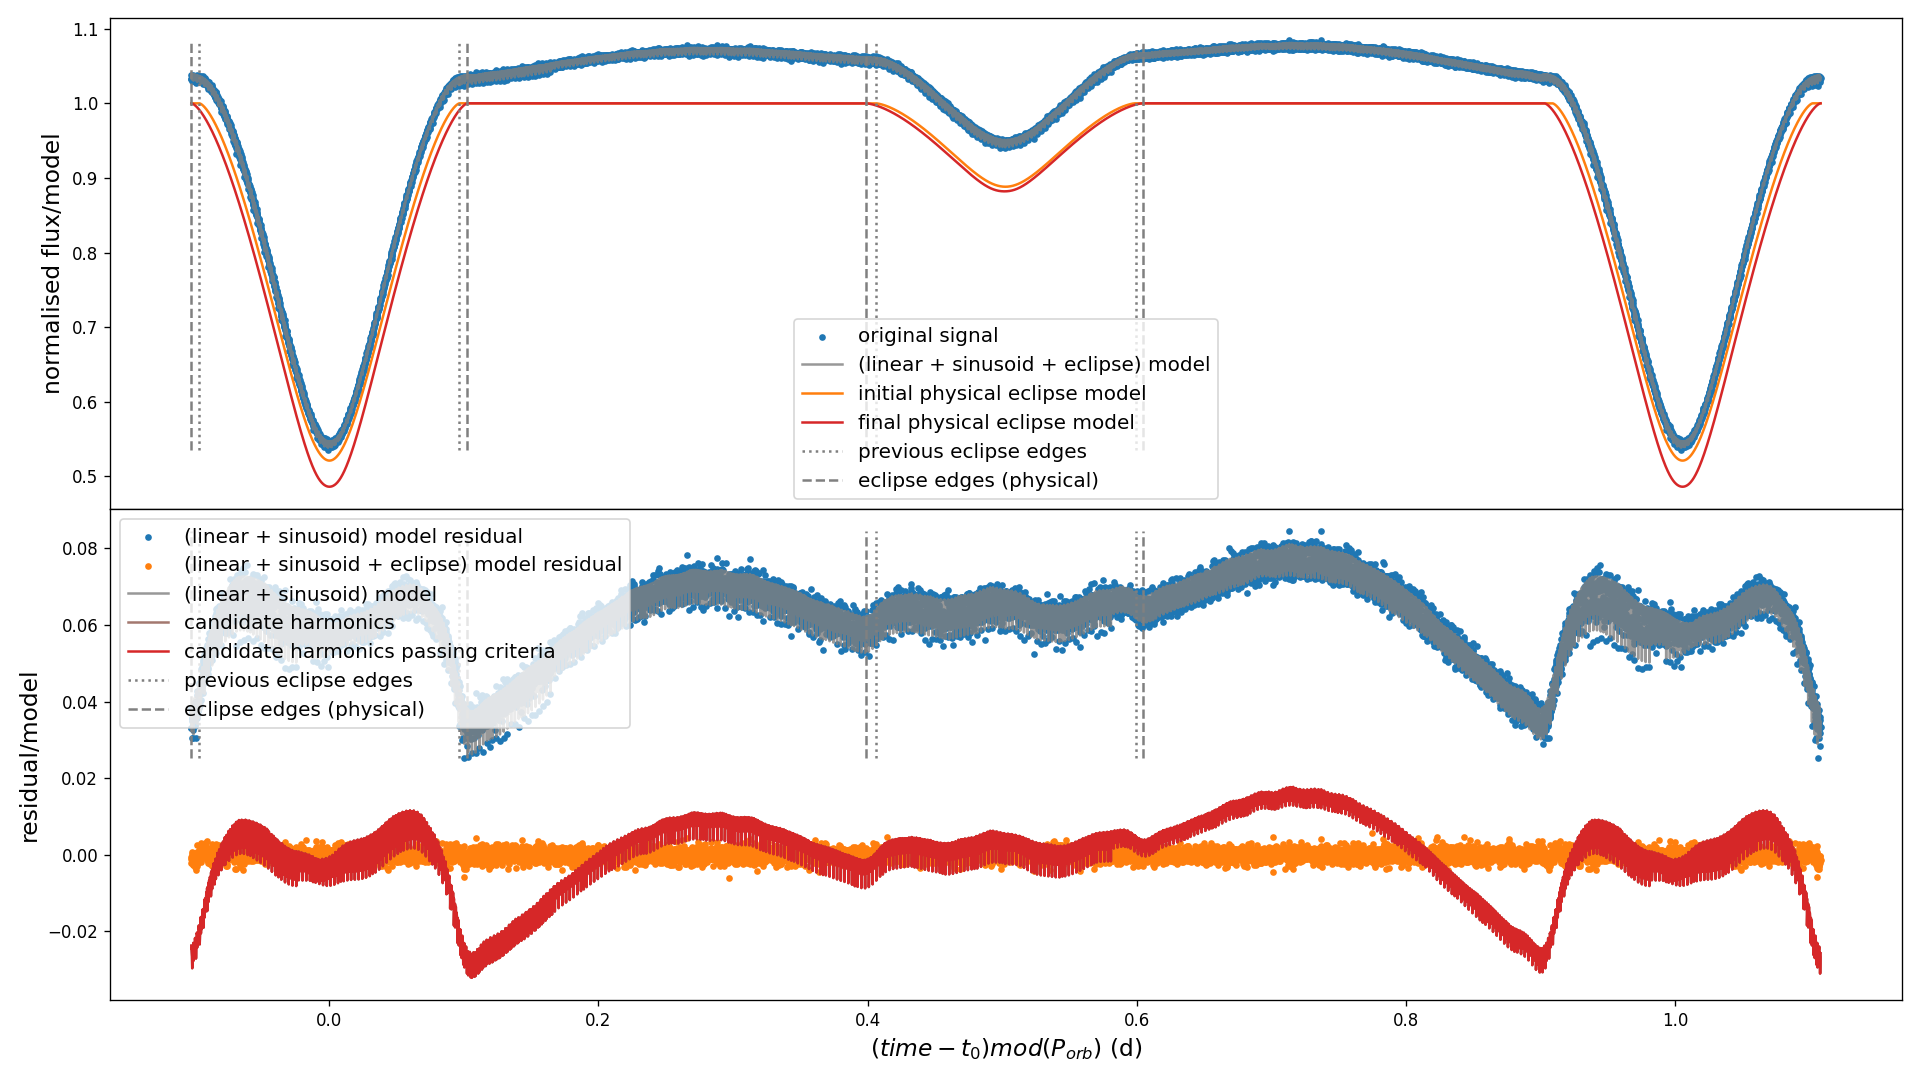 1.1
1.0
0.9
0.8
0.7
0.6
0.5
normalised flux/model
original signal
(linear + sinusoid + eclipse) model
initial physical eclipse model
final physical eclipse model
previous eclipse edges
eclipse edges (physical)
(linear + sinusoid) model residual
(linear + sinusoid + eclipse) model residual
(linear + sinusoid) model
candidate harmonics
candidate harmonics passing criteria
previous eclipse edges
eclipse edges (physical)
0.08
0.06
0.04
0.02
0.00
−0.02
residual/model
0.0 0.2 0.4 0.6 0.8 1.0
(time − t₀)mod(P_orb) (d)